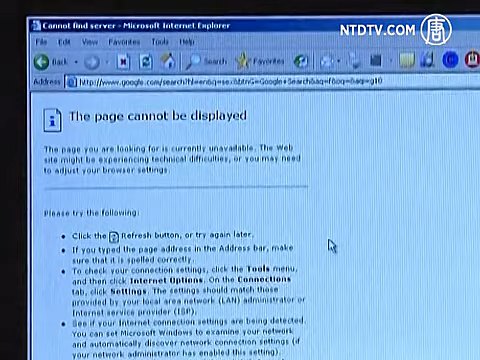 Cannot find server - Microsoft Internet Explorer
NTDTV.COM 唐
File Edit View Favorites Tools Help
Back Search Favorites
Address http://www.google.com/search?hl=en&q=sex&btnG=Google+Search&aq=f&oq=&aqi=g10
The page cannot be displayed
The page you are looking for is currently unavailable. The Web
site might be experiencing technical difficulties, or you may need
to adjust your browser settings.
Please try the following:
Click the Refresh button, or try again later.
If you typed the page address in the Address bar, make
sure that it is spelled correctly.
To check your connection settings, click the Tools menu,
and then click Internet Options. On the Connections
tab, click Settings. The settings should match those
provided by your local area network (LAN) administrator or
Internet service provider (ISP).
See if your Internet connection settings are being detected.
You can set Microsoft Windows to examine your network
and automatically discover network connection settings (if
your network administrator has enabled this setting).